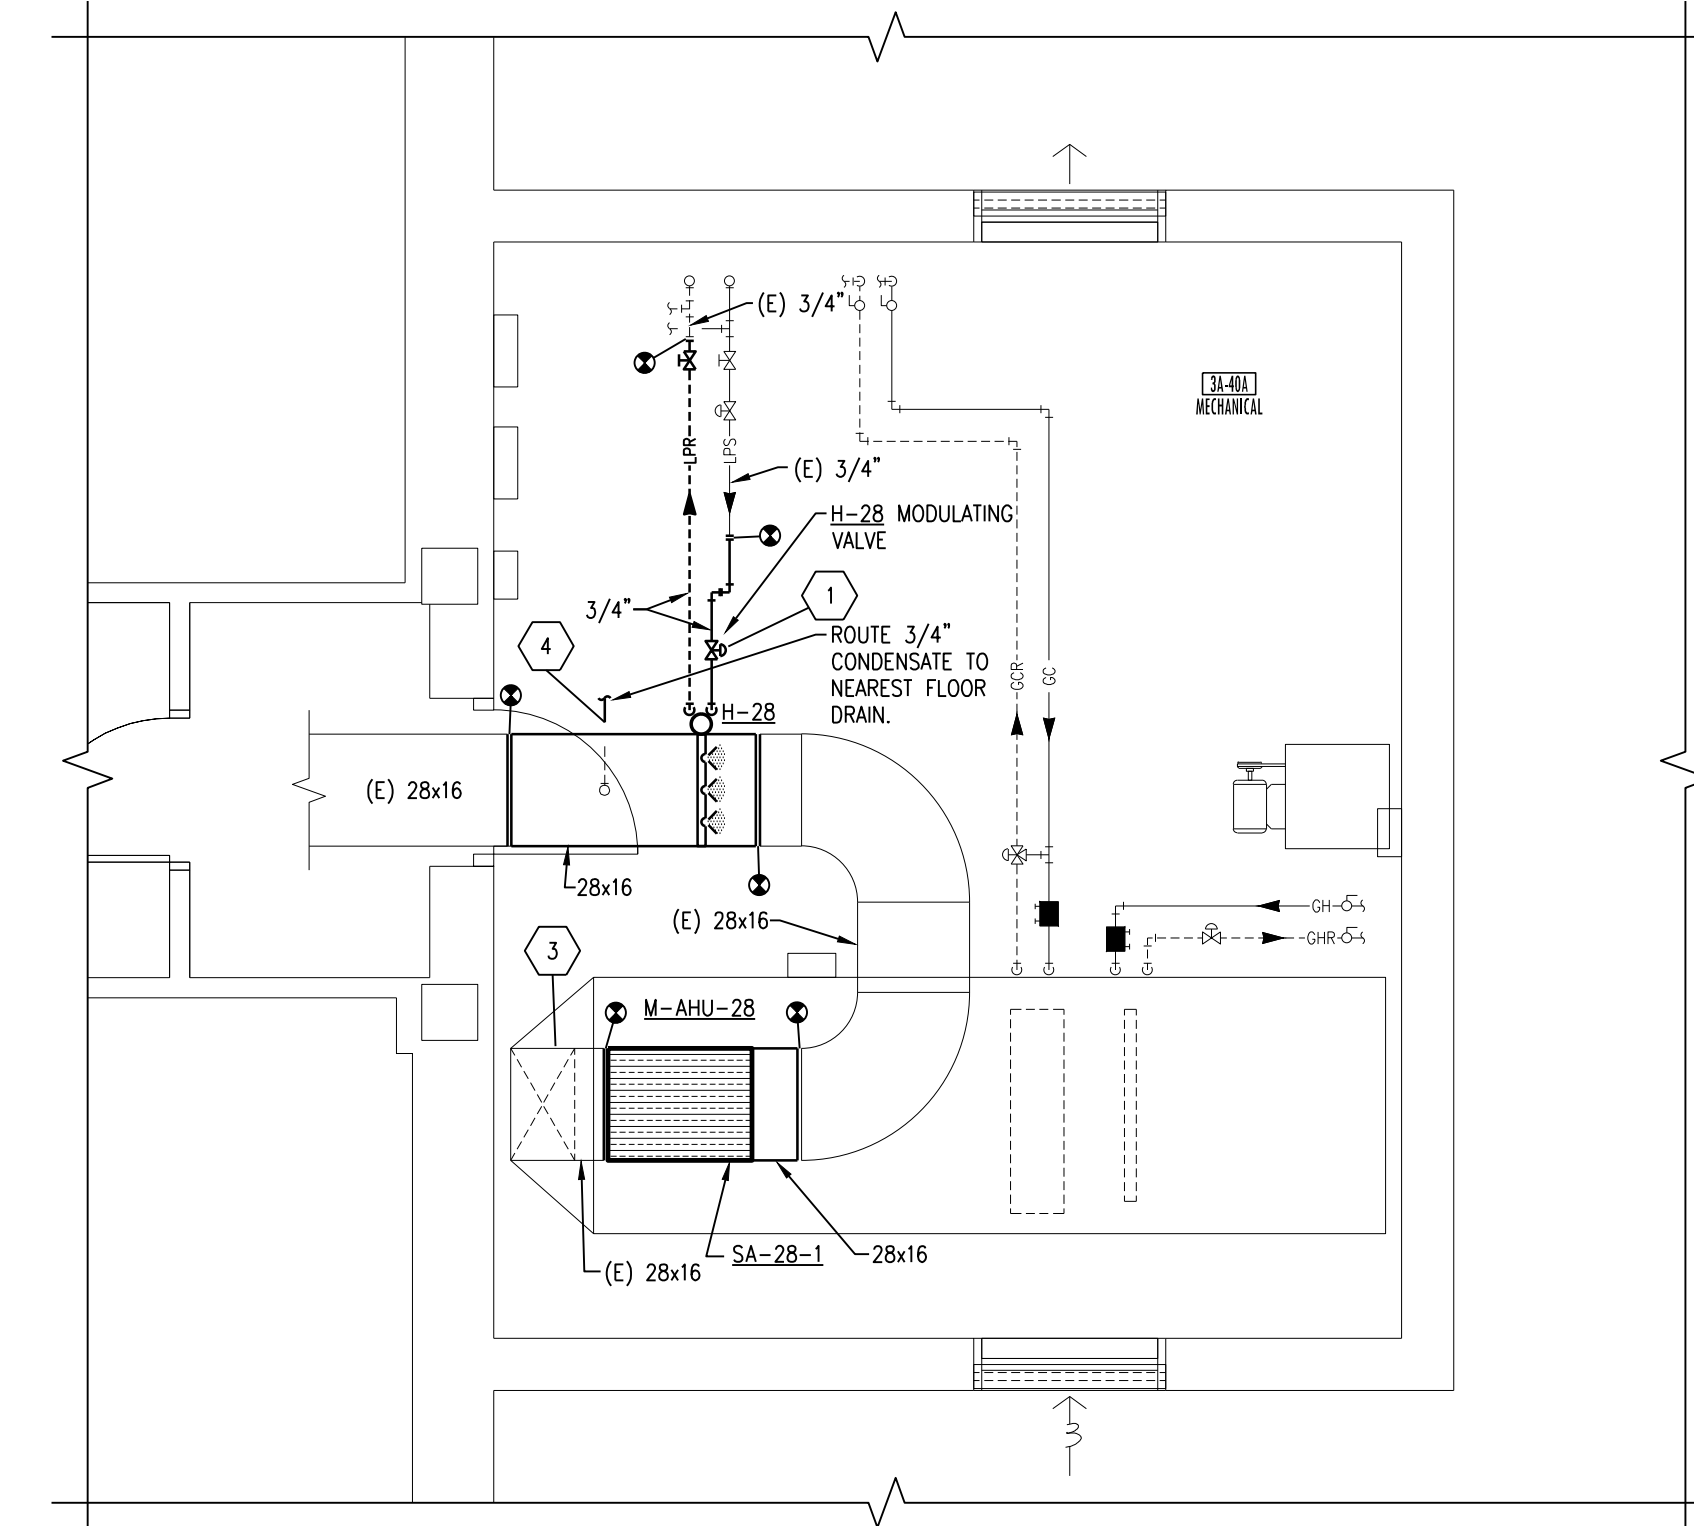 (E) 3/4"
3A-40A
MECHANICAL
LPR
LPS
(E) 3/4"
H-28 MODULATING
VALVE
1
3/4"
4
ROUTE 3/4"
CONDENSATE TO
NEAREST FLOOR
DRAIN.
GCR
GC
H-28
(E) 28x16
28x16
(E) 28x16
GH
GHR
3
M-AHU-28
SA-28-1
28x16
(E) 28x16